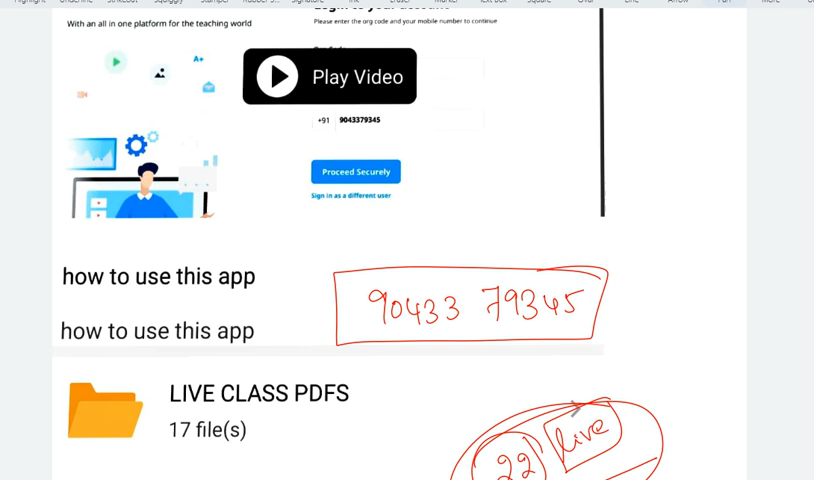 With an all in one platform for the teaching world
Please enter the org code and your mobile number to continue
A+
Play Video
+91 9043379345
Proceed Securely
Sign in as a different user
how to use this app
90433 79345
how to use this app
LIVE CLASS PDFS
17 file(s)
22 live